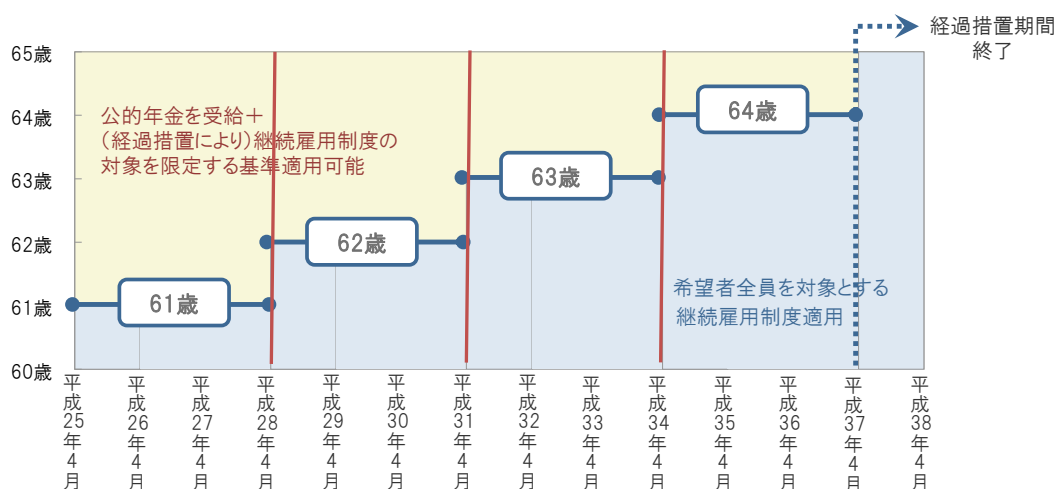 経過措置期間
終了
65歳
64歳
63歳
62歳
61歳
60歳
公的年金を受給＋
（経過措置により）継続雇用制度の
対象を限定する基準適用可能
64歳
63歳
62歳
61歳
希望者全員を対象とする
継続雇用制度適用
平成25年4月
平成26年4月
平成27年4月
平成28年4月
平成29年4月
平成30年4月
平成31年4月
平成32年4月
平成33年4月
平成34年4月
平成35年4月
平成36年4月
平成37年4月
平成38年4月